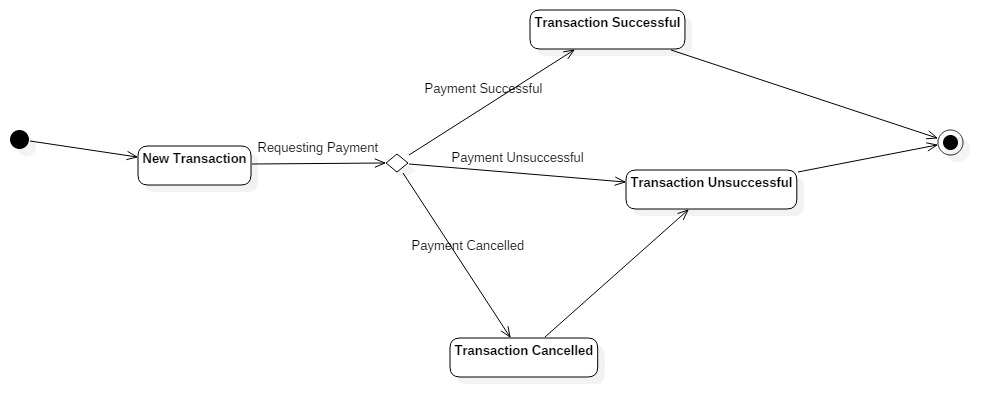 Transaction Successful
Payment Successful
Requesting Payment
New Transaction
Payment Unsuccessful
Transaction Unsuccessful
Payment Cancelled
Transaction Cancelled